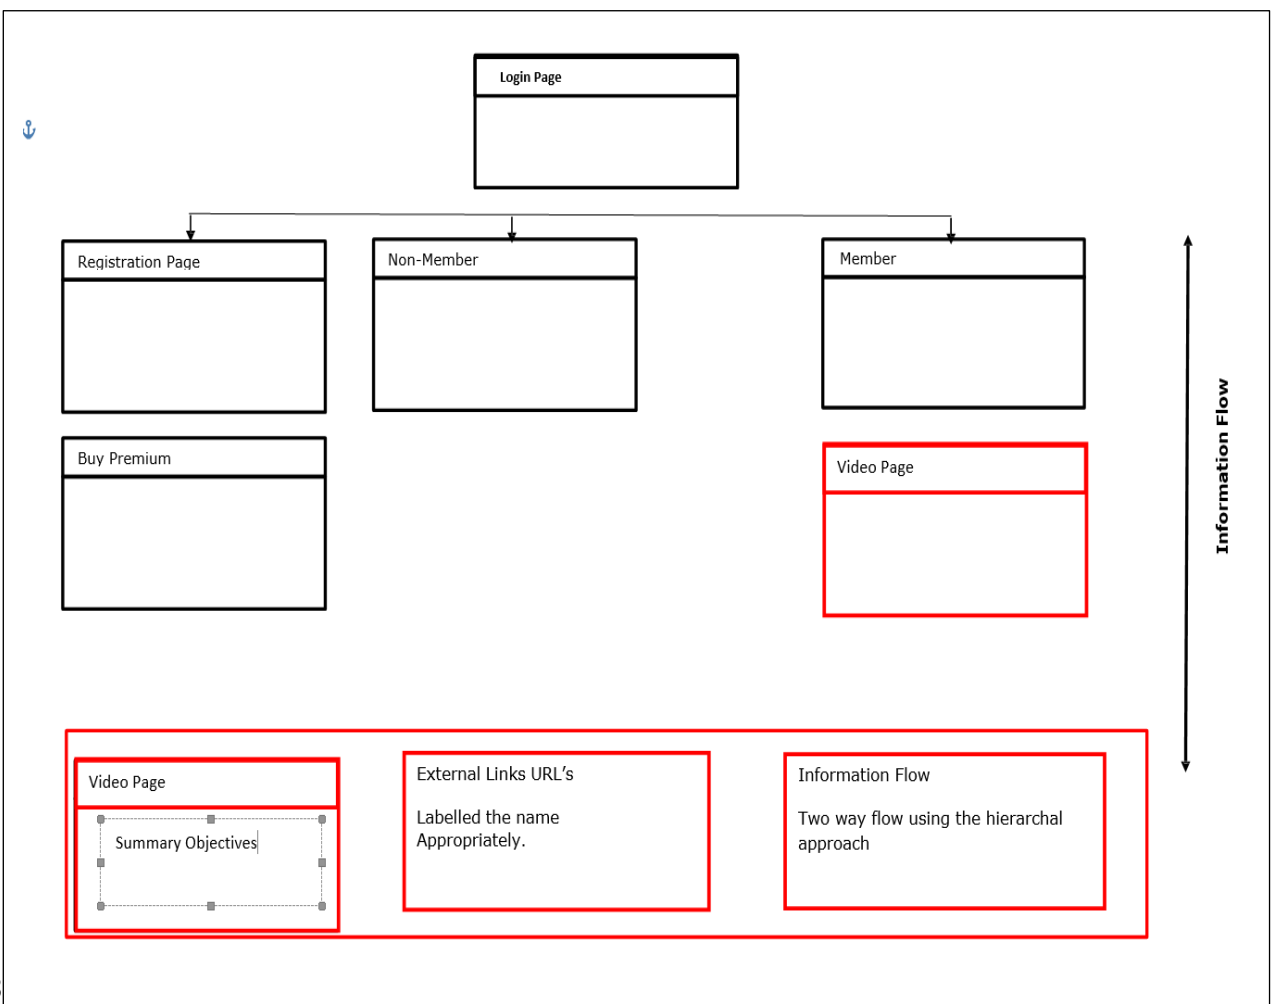 Login Page
Registration Page
Non-Member
Member
Buy Premium
Video Page
Information Flow
Video Page
Summary Objectives
External Links URL's
Labelled the name
Appropriately.
Information Flow
Two way flow using the hierarchal
approach